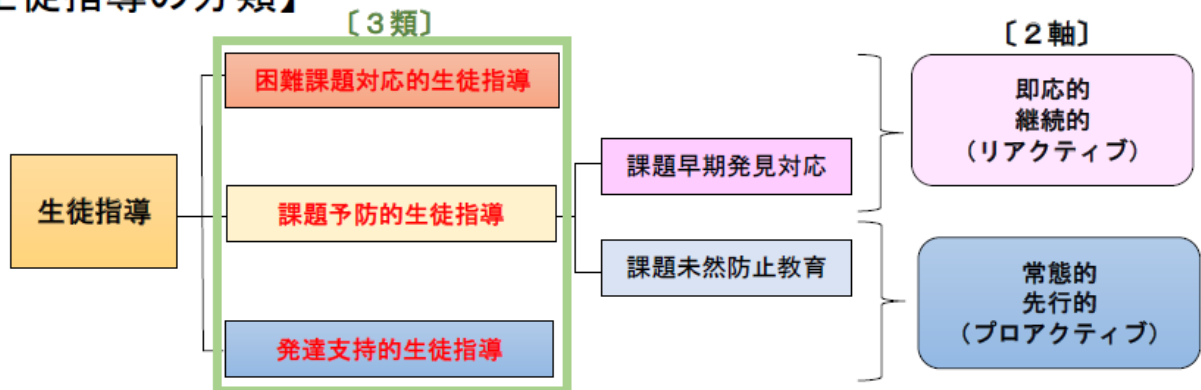 生徒指導の分類】
〔３類〕
〔２軸〕
困難課題対応的生徒指導
即応的
継続的
（リアクティブ）
課題早期発見対応
生徒指導
課題予防的生徒指導
課題未然防止教育
常態的
先行的
（プロアクティブ）
発達支持的生徒指導